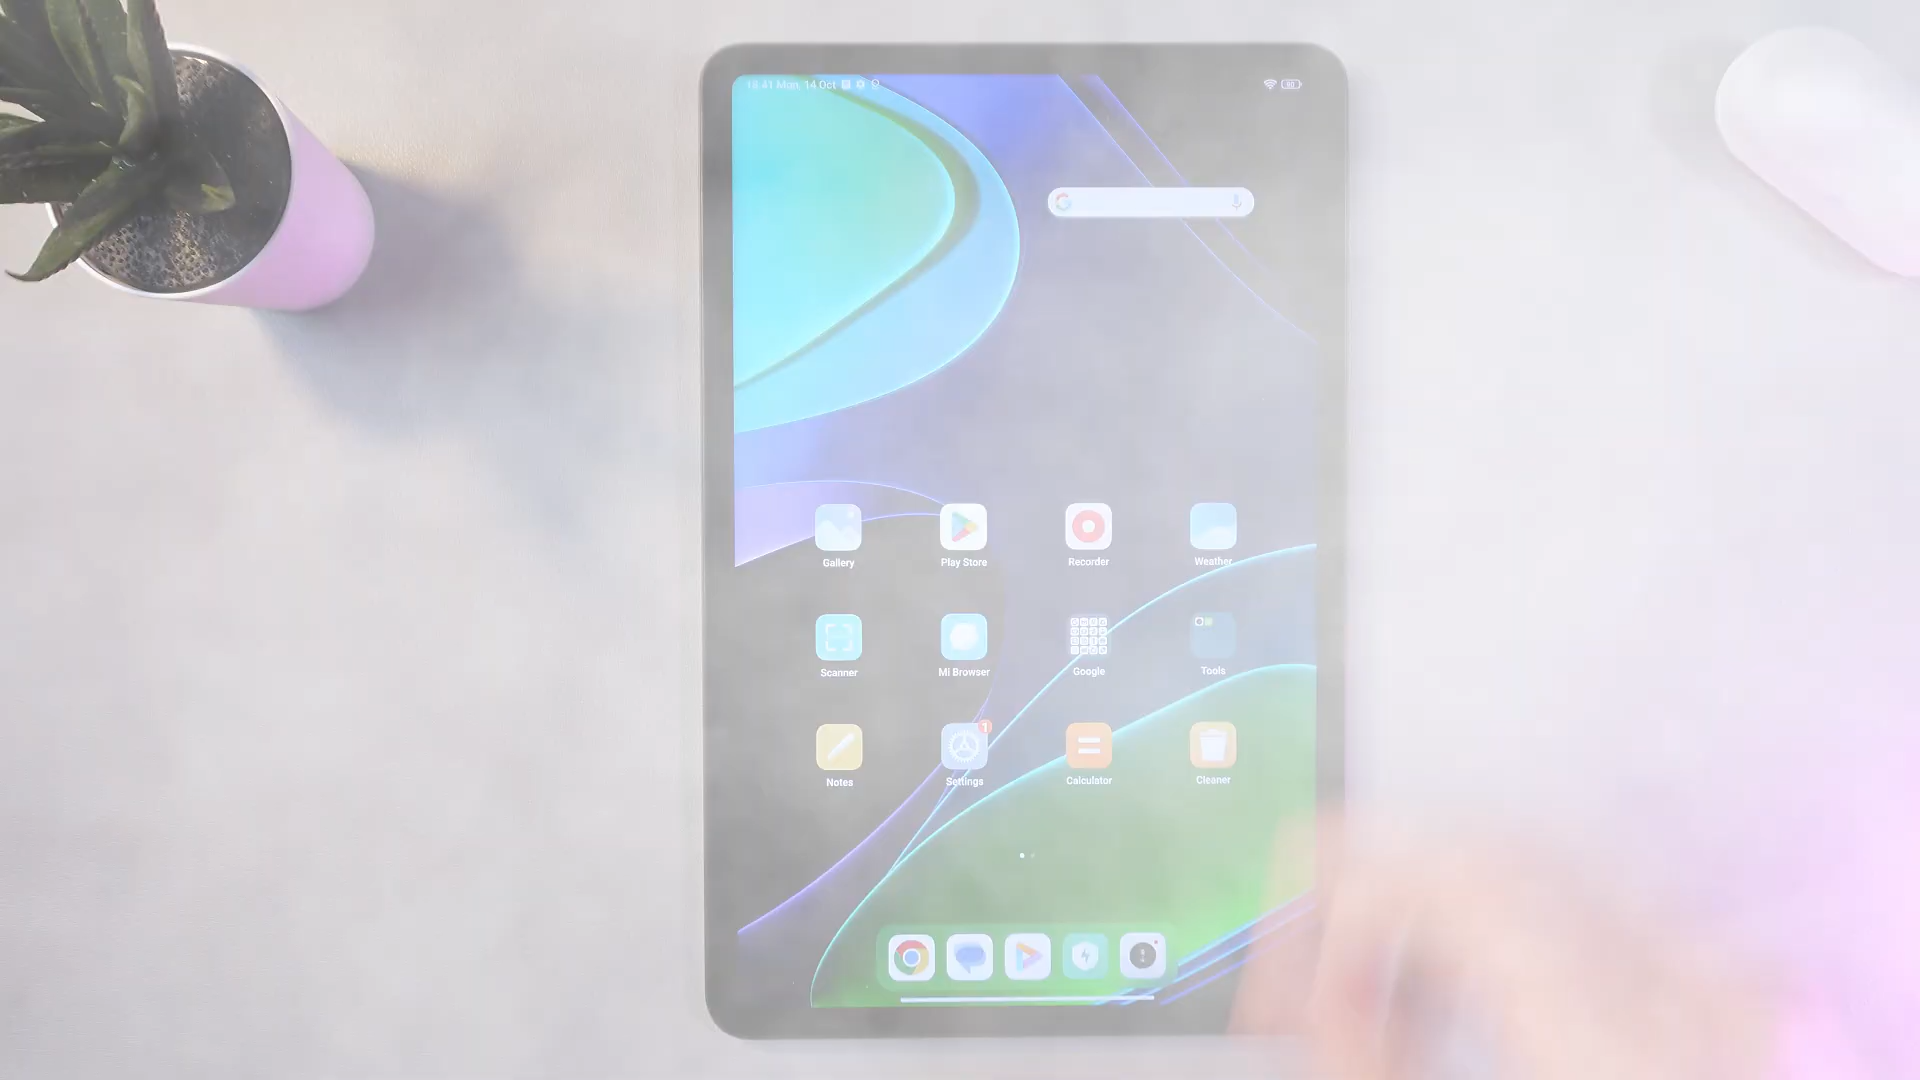 18:41 Mon, 14 Oct
Gallery Play Store Recorder Weather
Scanner Mi Browser Google Tools
1
Notes Settings Calculator Cleaner